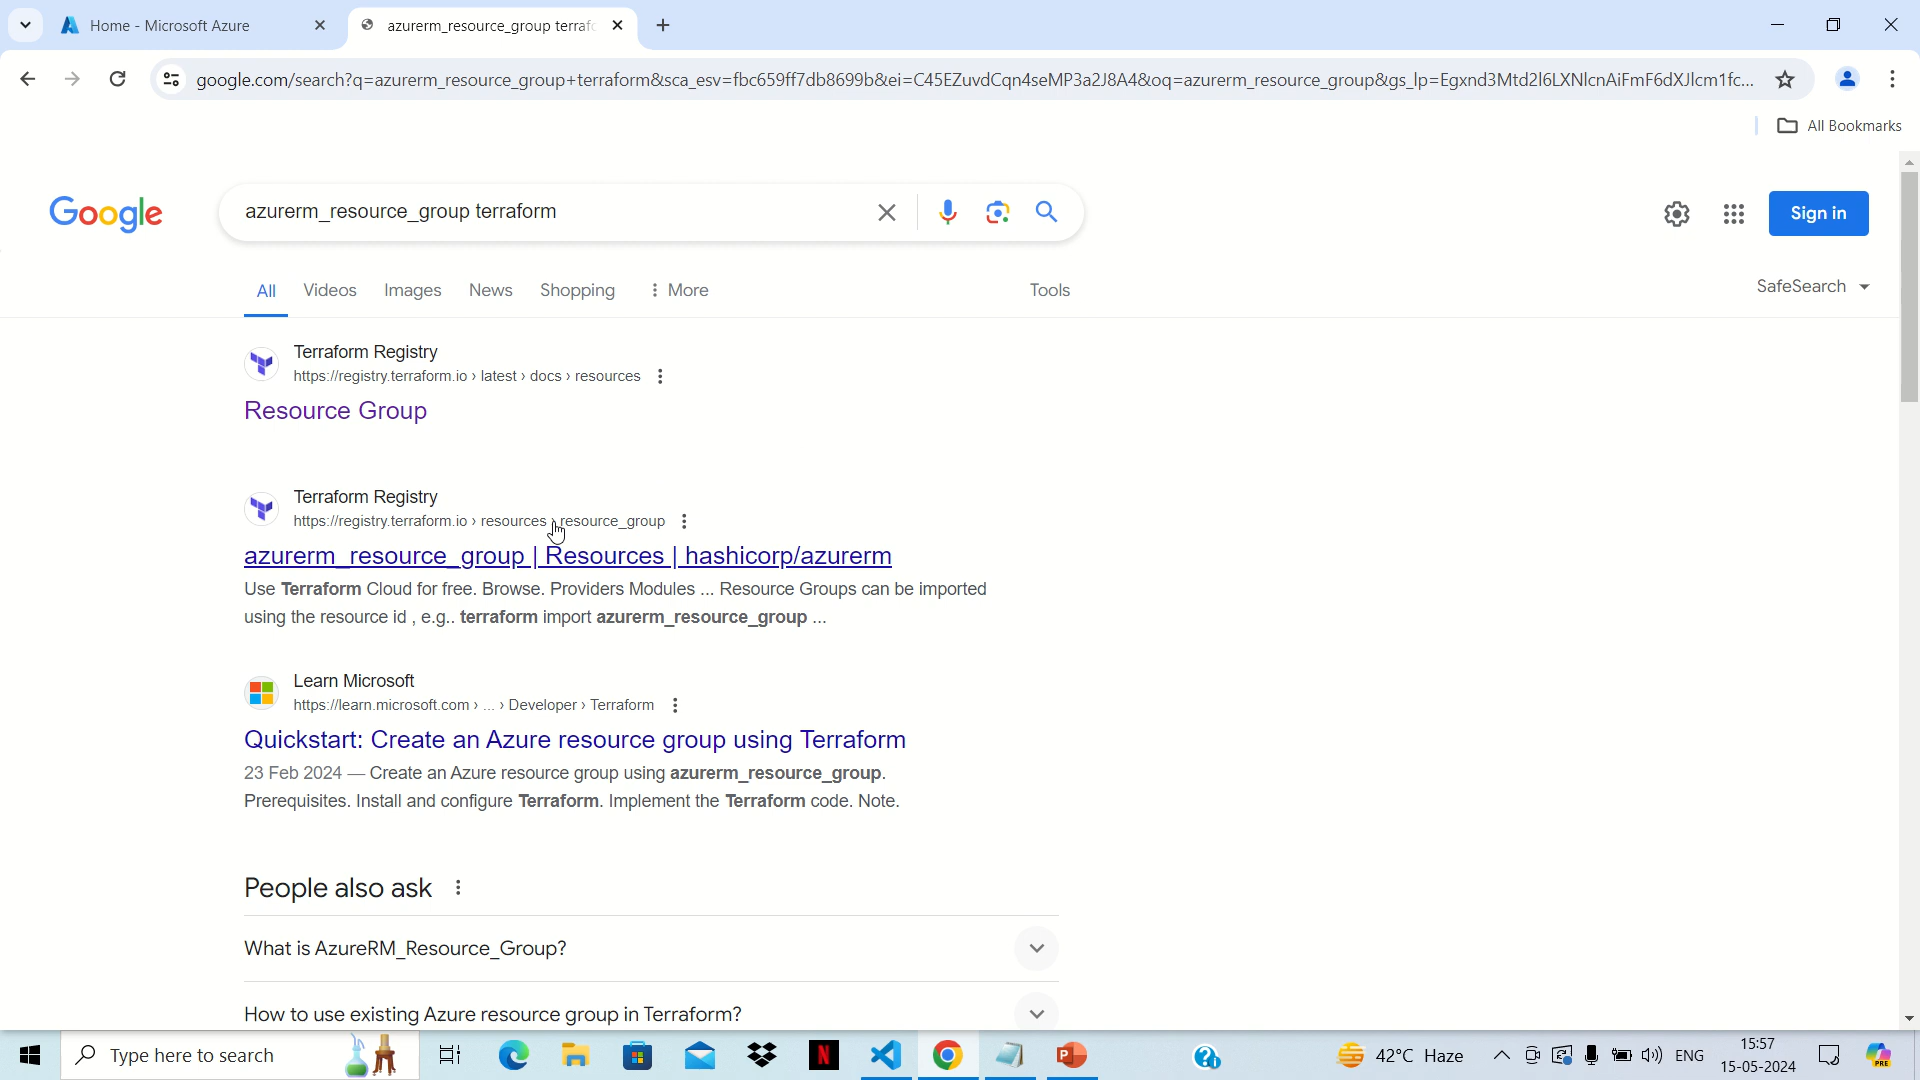 Home - Microsoft Azure
azurerm_resource_group terraf
google.com/search?q=azurerm_resource_group+terraform&sca_esv=fbc659ff7db8699b&ei=C45EZuvdCqn4seMP3a2J8A4&oq=azurerm_resource_group&gs_lp=Egxnd3Mtd2l6LXNlcnAiFmF6dXJlcm1fc...
All Bookmarks
Google
azurerm_resource_group terraform
Sign in
All
Videos
Images
News
Shopping
More
Tools
SafeSearch
Terraform Registry
https://registry.terraform.io › latest › docs › resources
Resource Group
Terraform Registry
https://registry.terraform.io › resources › resource_group
azurerm_resource_group | Resources | hashicorp/azurerm
Use Terraform Cloud for free. Browse. Providers Modules ... Resource Groups can be imported
using the resource id , e.g.. terraform import azurerm_resource_group ...
Learn Microsoft
https://learn.microsoft.com › ... › Developer › Terraform
Quickstart: Create an Azure resource group using Terraform
23 Feb 2024 — Create an Azure resource group using azurerm_resource_group.
Prerequisites. Install and configure Terraform. Implement the Terraform code. Note.
People also ask
What is AzureRM_Resource_Group?
How to use existing Azure resource group in Terraform?
Type here to search
N
42°C Haze
ENG
15:57
15-05-2024
PRE